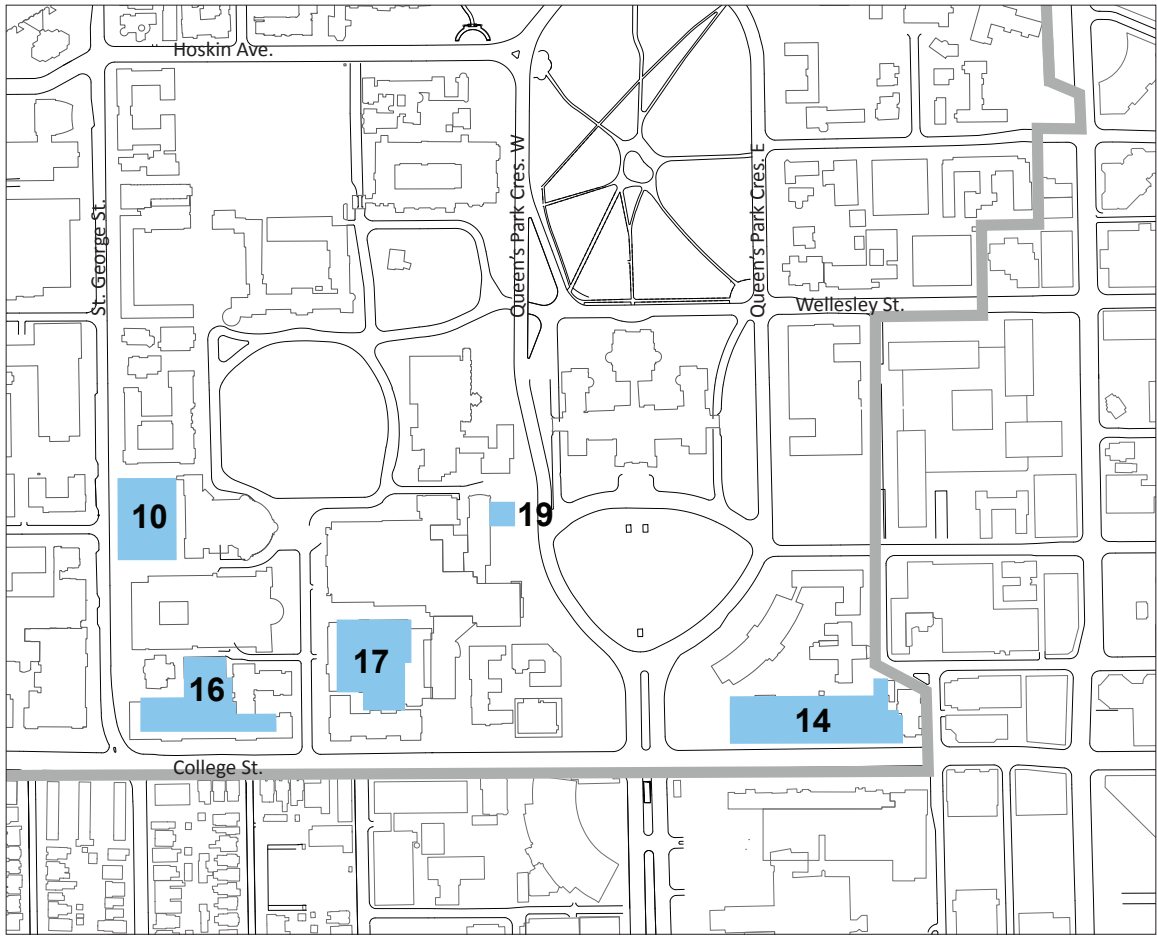 Hoskin Ave.
St. George St.
Queen's Park Cres. W
Queen's Park Cres. E
Wellesley St.
10
19
17
16
14
College St.